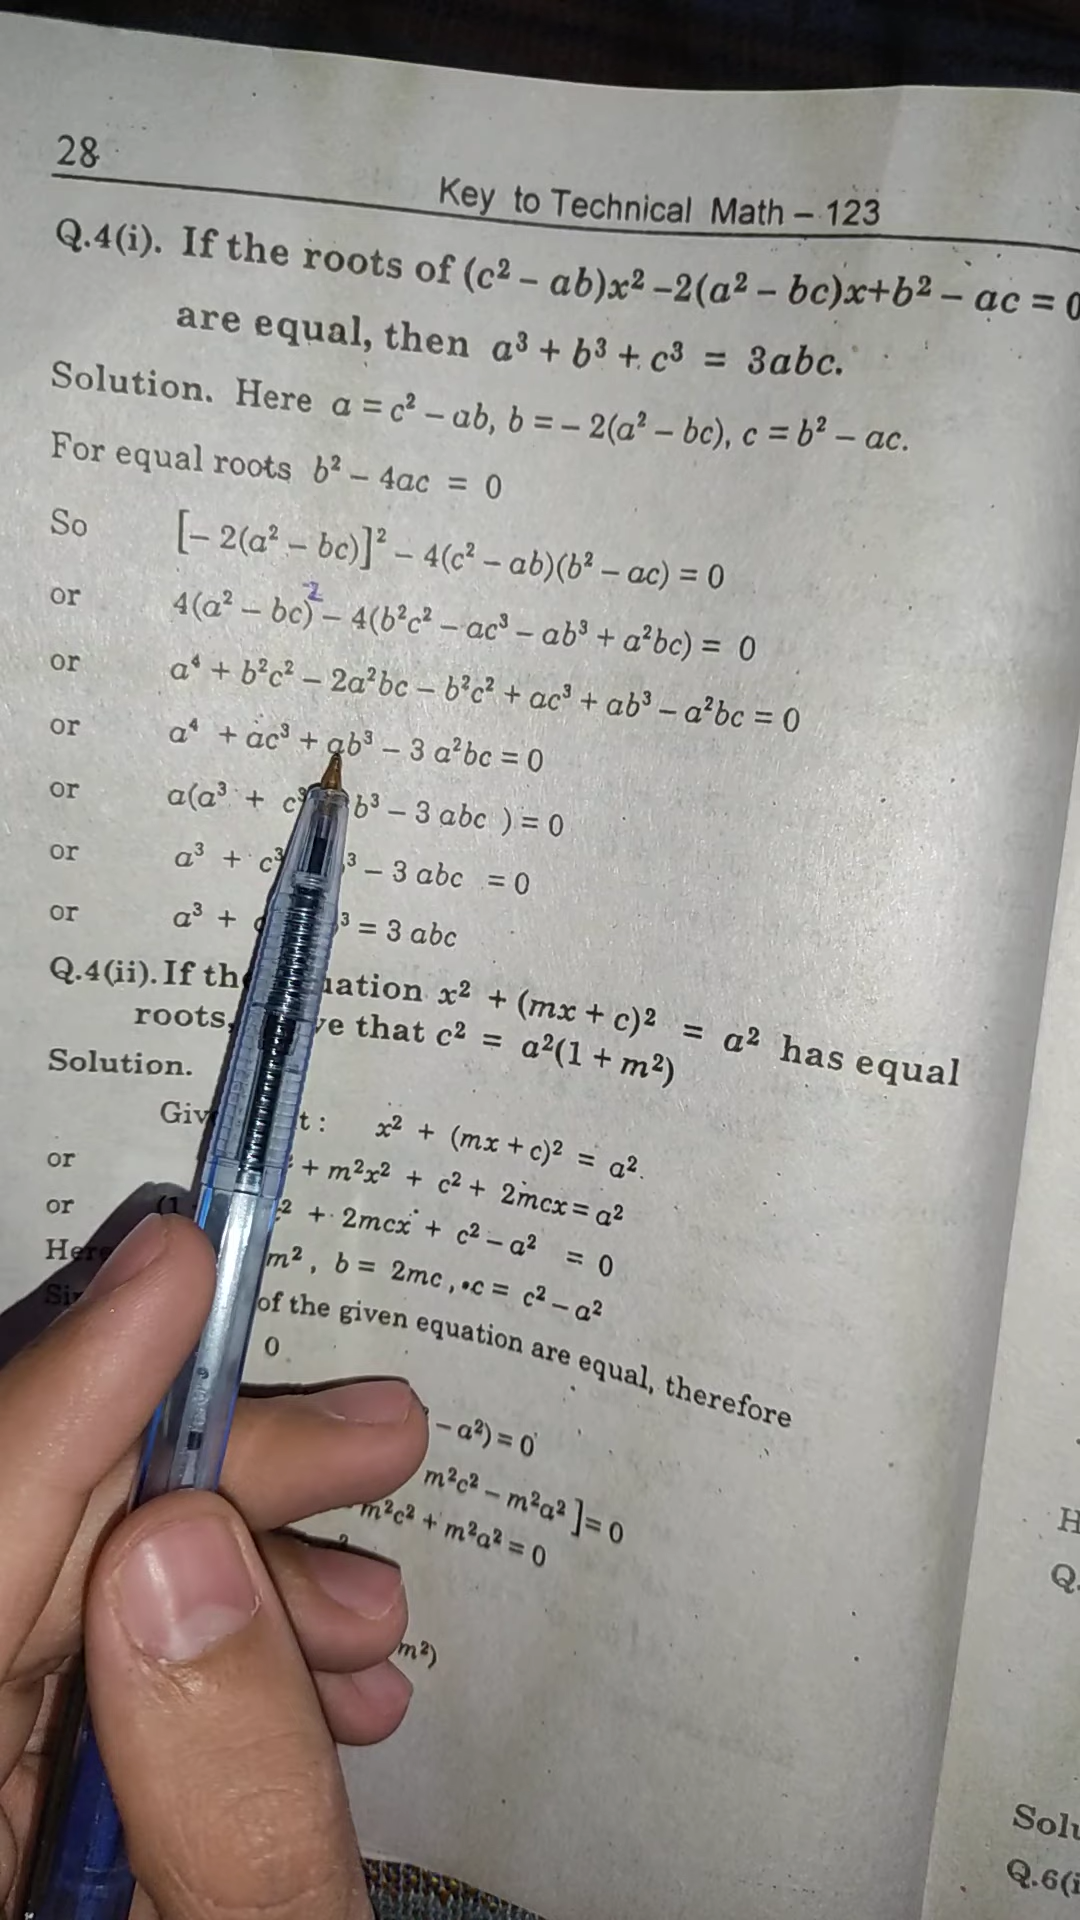 28
Key to Technical Math – 123
Q.4(i). If the roots of (c² – ab)x² –2(a² – bc)x+b² – ac = 0
are equal, then a³ + b³ + c³ = 3abc.
Solution. Here a = c² – ab, b = – 2(a² – bc), c = b² – ac.
For equal roots b² – 4ac = 0
So [– 2(a² – bc)]² – 4(c² – ab)(b² – ac) = 0
or 4(a² – bc)² – 4(b²c² – ac³ – ab³ + a²bc) = 0
or a⁴ + b²c² – 2a²bc – b²c² + ac³ + ab³ – a²bc = 0
or a⁴ + ac³ + ab³ – 3 a²bc = 0
or a(a³ + c³ b³ – 3 abc ) = 0
or a³ + c³ ³ – 3 abc = 0
or a³ + ³ = 3 abc
Q.4(ii). If x² + (mx + c)² = a² has equal
roots, that c² = a²(1 + m²)
Solution.
x² + (mx + c)² = a².
or + m²x² + c² + 2mcx = a²
or + 2mcx + c² – a² = 0
m², b = 2mc, c = c² – a²
of the given equation are equal, therefore
0
– a²) = 0
m²c² – m²a² ] = 0
m²c² + m²a² = 0
m²)
H
Q.
Q.6(i